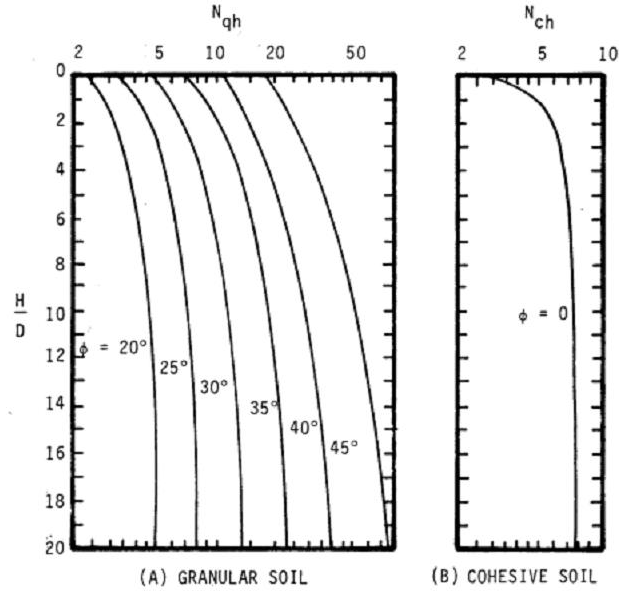 N_qh
2 5 10 20 50
0
2
4
6
8
10
12
14
16
18
20
H
D
φ = 20°
25°
30°
35°
40°
45°
(A) GRANULAR SOIL
N_ch
2 5 10
φ = 0
(B) COHESIVE SOIL